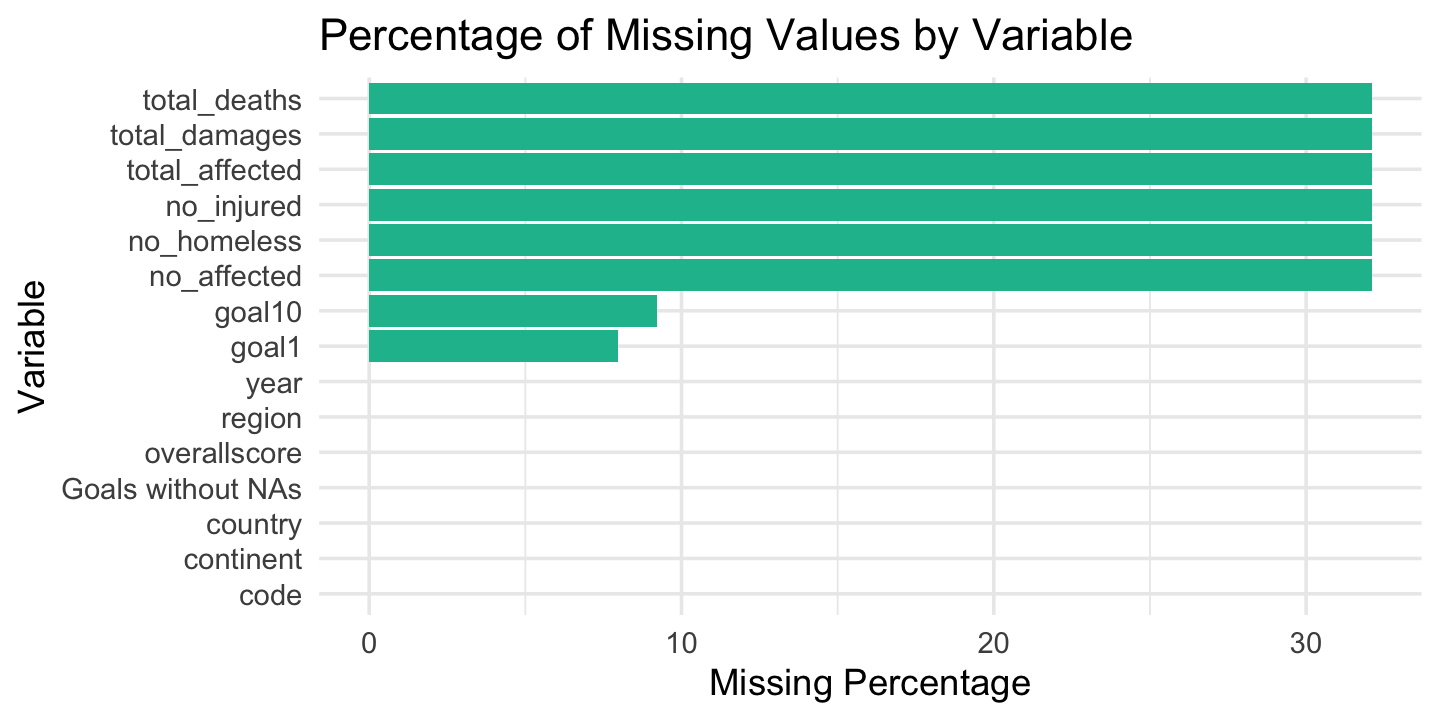 Percentage of Missing Values by Variable
total_deaths
total_damages
total_affected
no_injured
no_homeless
no_affected
goal10
goal1
year
region
overallscore
Goals without NAs
country
continent
code
Variable
0 10 20 30
Missing Percentage